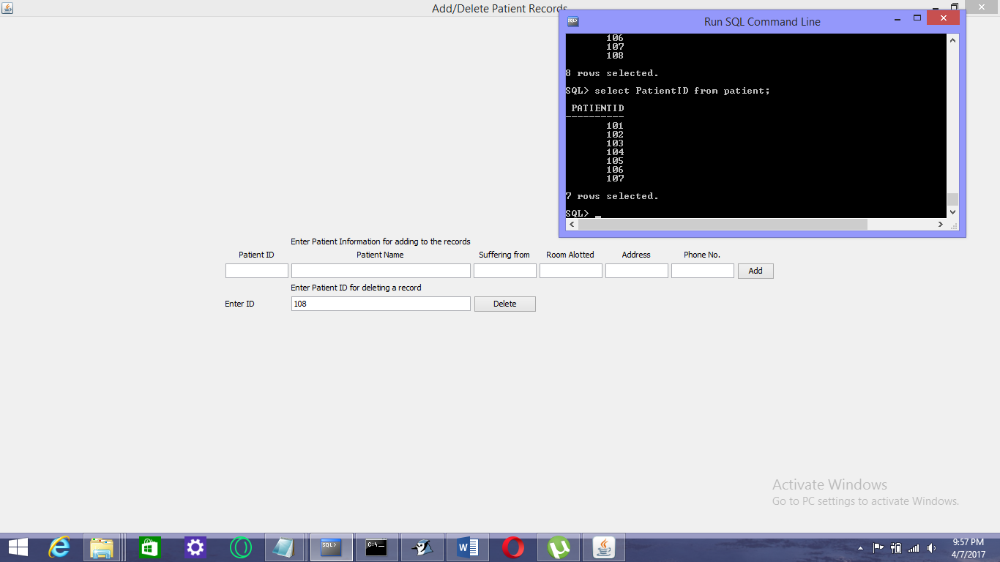 Add/Delete Patient Records
Run SQL Command Line
106
107
108
8 rows selected.
SQL> select PatientID from patient;
PATIENTID
----------
101
102
103
104
105
106
107
7 rows selected.
SQL>
Enter Patient Information for adding to the records
Patient ID Patient Name Suffering from Room Alotted Address Phone No.
Add
Enter Patient ID for deleting a record
Enter ID 108 Delete
Activate Windows
Go to PC settings to activate Windows.
SQL> C:\_ W
9:57 PM
4/7/2017